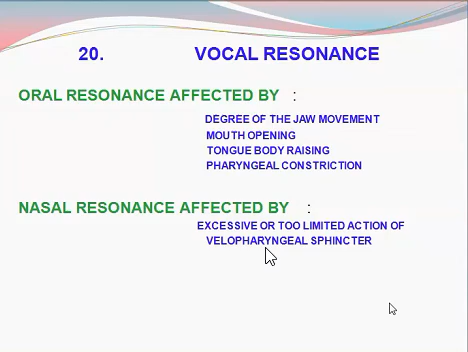 20. VOCAL RESONANCE
ORAL RESONANCE AFFECTED BY :
DEGREE OF THE JAW MOVEMENT
MOUTH OPENING
TONGUE BODY RAISING
PHARYNGEAL CONSTRICTION
NASAL RESONANCE AFFECTED BY :
EXCESSIVE OR TOO LIMITED ACTION OF
VELOPHARYNGEAL SPHINCTER